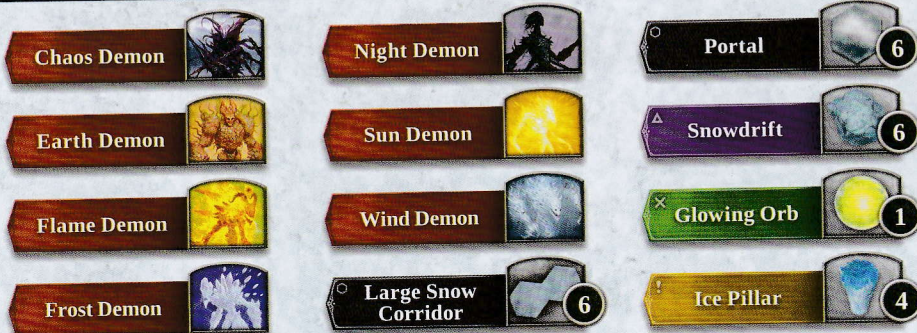 Chaos Demon
Earth Demon
Flame Demon
Frost Demon
Night Demon
Sun Demon
Wind Demon
Large Snow
Corridor
6
Portal
6
Snowdrift
6
Glowing Orb
1
Ice Pillar
4